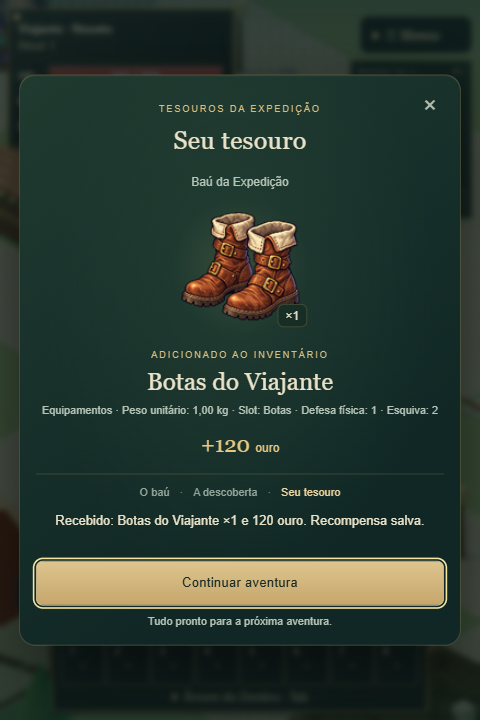 TESOUROS DA EXPEDIÇÃO
✕
Seu tesouro
Baú da Expedição
×1
ADICIONADO AO INVENTÁRIO
Botas do Viajante
Equipamentos · Peso unitário: 1,00 kg · Slot: Botas · Defesa física: 1 · Esquiva: 2
+120 ouro
O baú · A descoberta · Seu tesouro
Recebido: Botas do Viajante ×1 e 120 ouro. Recompensa salva.
Continuar aventura
Tudo pronto para a próxima aventura.